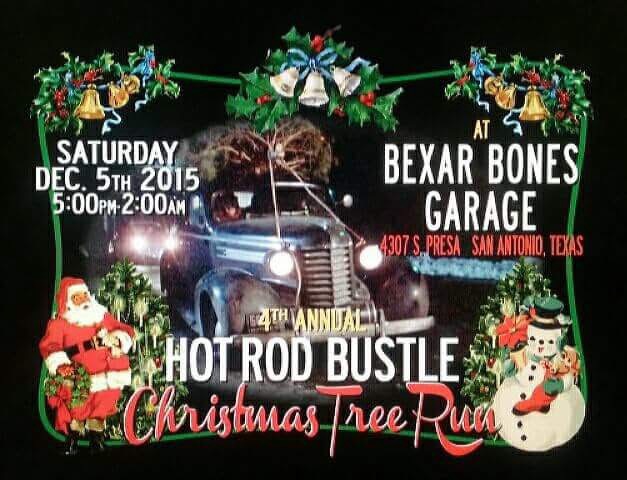 SATURDAY
DEC. 5TH 2015
5:00PM-2:00AM
AT
BEXAR BONES
GARAGE
4307 S. PRESA SAN ANTONIO, TEXAS
4TH ANNUAL
HOT ROD BUSTLE
Christmas Tree Run